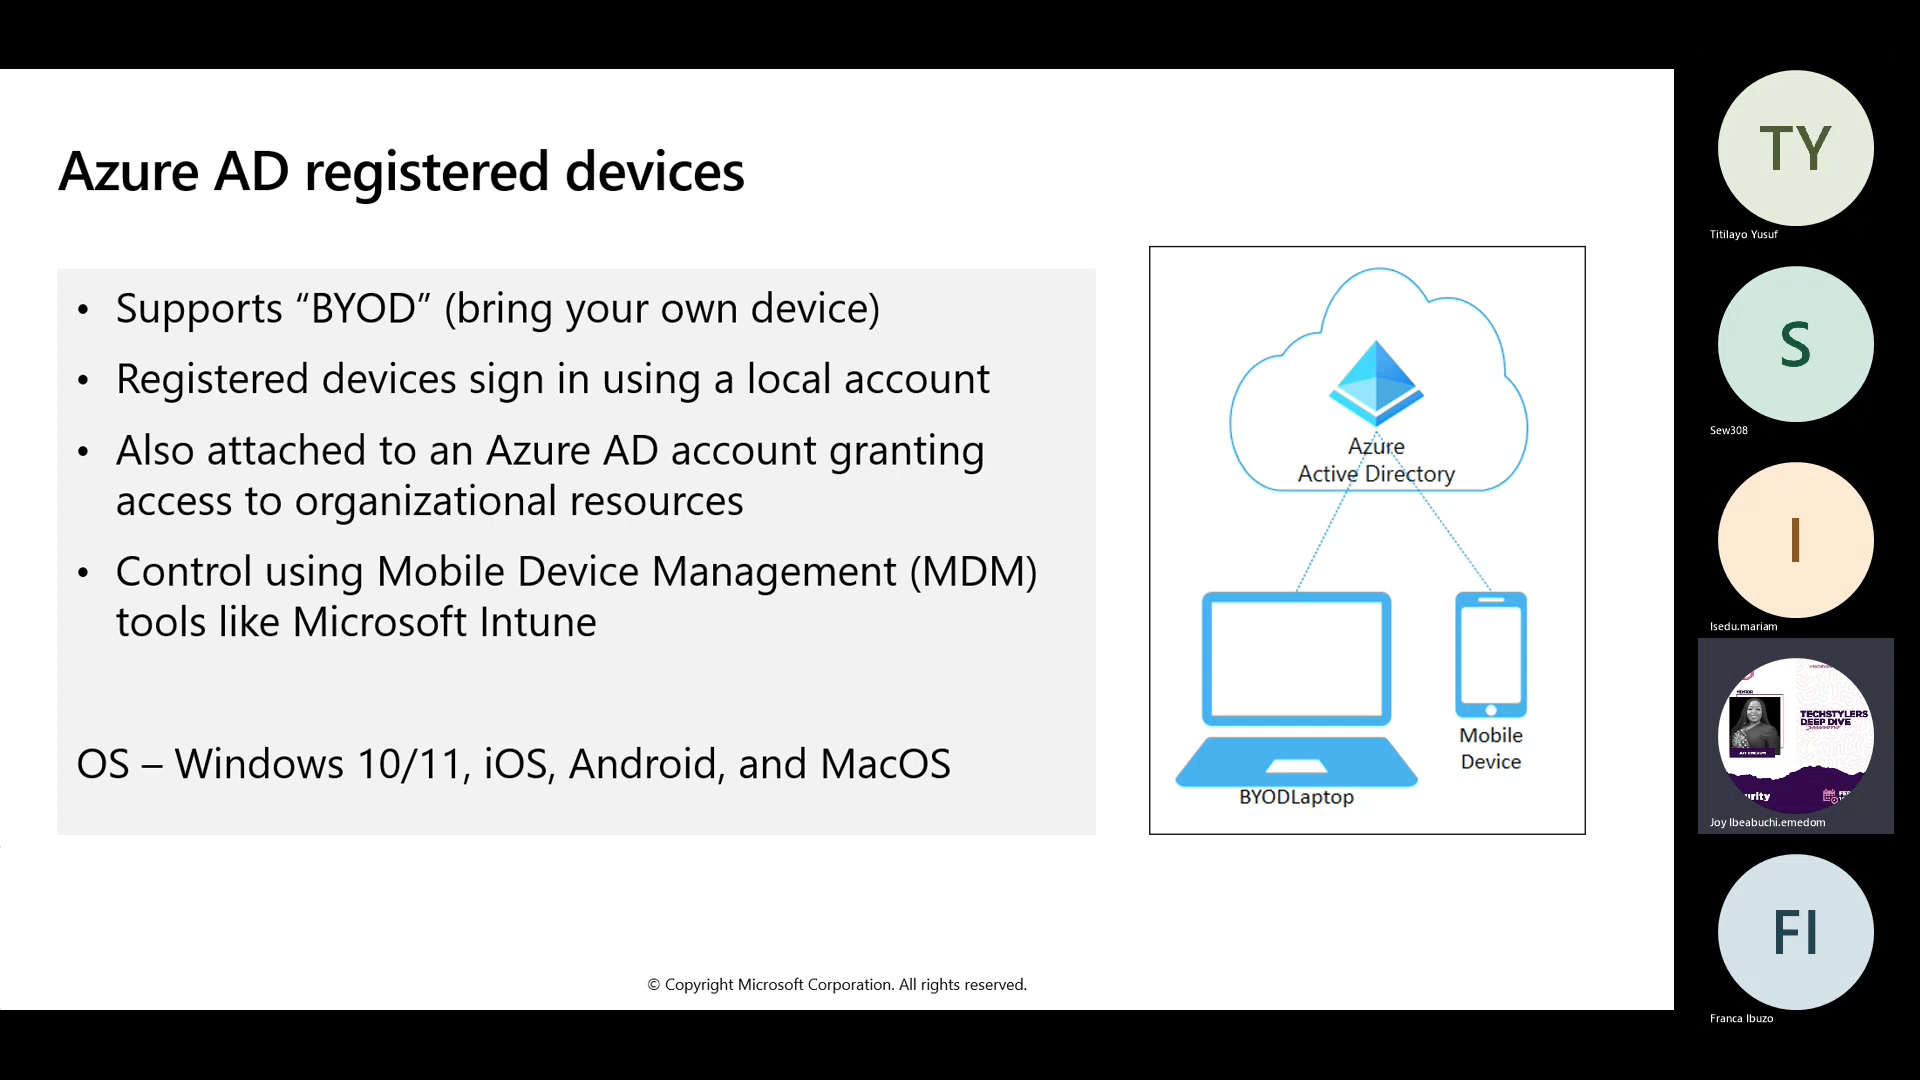 Azure AD registered devices
• Supports “BYOD” (bring your own device)
• Registered devices sign in using a local account
• Also attached to an Azure AD account granting
access to organizational resources
• Control using Mobile Device Management (MDM)
tools like Microsoft Intune
OS – Windows 10/11, iOS, Android, and MacOS
Azure
Active Directory
BYODLaptop
Mobile
Device
© Copyright Microsoft Corporation. All rights reserved.
TY
Titilayo Yusuf
S
Sew308
I
Isedu.mariam
MENTOR
TECHSTYLERS
DEEP DIVE
urity
FE
Joy Ibeabuchi.emedom
FI
Franca Ibuzo